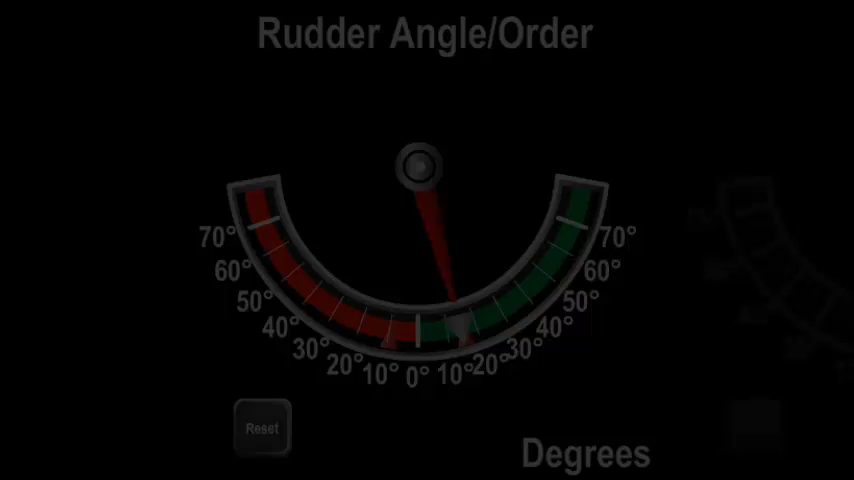 Rudder Angle/Order
70° 70°
60° 60°
50° 50°
40° 40°
30° 20° 10° 0° 10° 20° 30°
Reset
Degrees